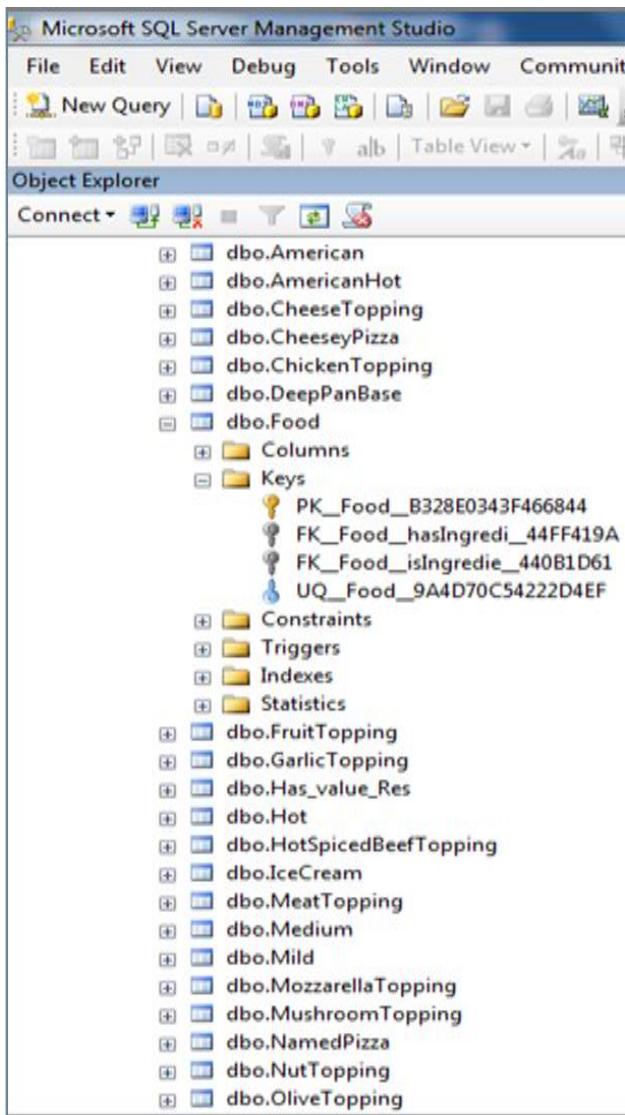 Microsoft SQL Server Management Studio
File Edit View Debug Tools Window Communit
New Query
Table View
Object Explorer
Connect
dbo.American
dbo.AmericanHot
dbo.CheeseTopping
dbo.CheeseyPizza
dbo.ChickenTopping
dbo.DeepPanBase
dbo.Food
Columns
Keys
PK__Food__B328E0343F466844
FK__Food__hasIngredi__44FF419A
FK__Food__isIngredie__440B1D61
UQ__Food__9A4D70C54222D4EF
Constraints
Triggers
Indexes
Statistics
dbo.FruitTopping
dbo.GarlicTopping
dbo.Has_value_Res
dbo.Hot
dbo.HotSpicedBeefTopping
dbo.IceCream
dbo.MeatTopping
dbo.Medium
dbo.Mild
dbo.MozzarellaTopping
dbo.MushroomTopping
dbo.NamedPizza
dbo.NutTopping
dbo.OliveTopping